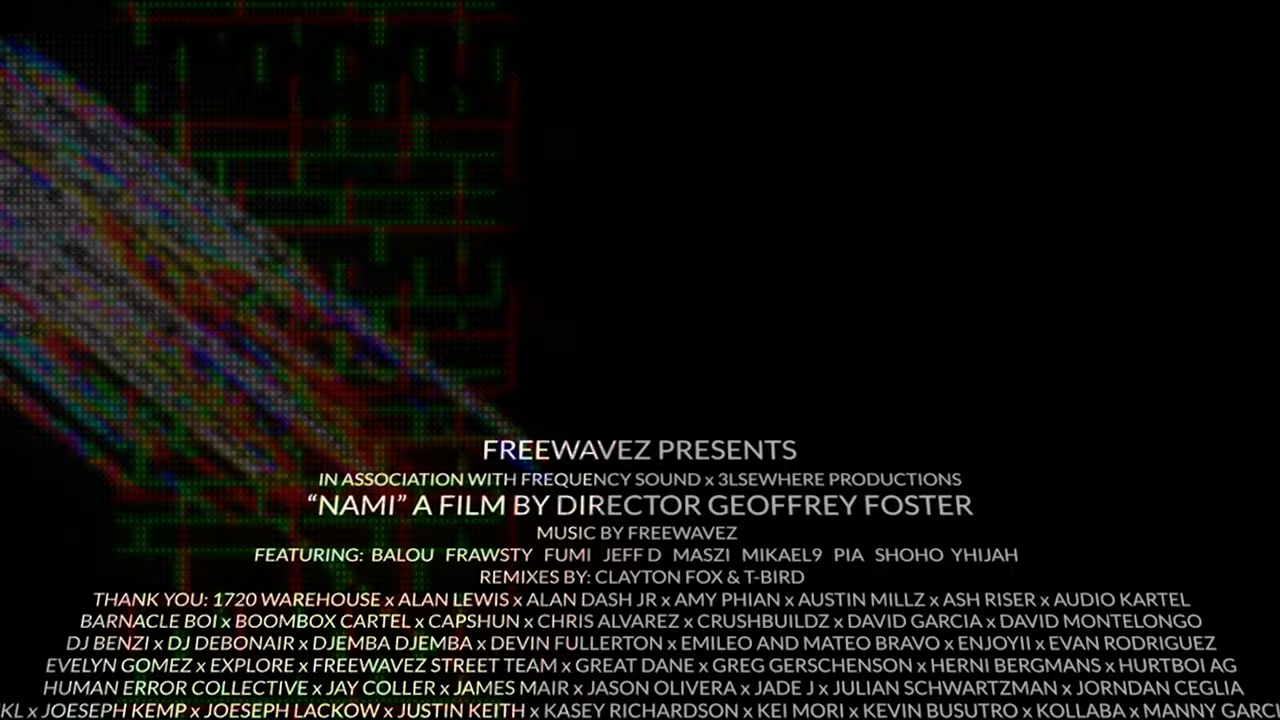 FREEWAVEZ PRESENTS
IN ASSOCIATION WITH FREQUENCY SOUND x 3LSEWHERE PRODUCTIONS
“NAMI” A FILM BY DIRECTOR GEOFFREY FOSTER
MUSIC BY FREEWAVEZ
FEATURING: BALOU FRAWSTY FUMI JEFF D MASZI MIKAEL9 PIA SHOHO YHIJAH
REMIXES BY: CLAYTON FOX & T-BIRD
THANK YOU: 1720 WAREHOUSE x ALAN LEWIS x ALAN DASH JR x AMY PHIAN x AUSTIN MILLZ x ASH RISER x AUDIO KARTEL
BARNACLE BOI x BOOMBOX CARTEL x CAPSHUN x CHRIS ALVAREZ x CRUSHBUILDZ x DAVID GARCIA x DAVID MONTELONGO
DJ BENZI x DJ DEBONAIR x DJEMBA DJEMBA x DEVIN FULLERTON x EMILEO AND MATEO BRAVO x ENJOYII x EVAN RODRIGUEZ
EVELYN GOMEZ x EXPLORE x FREEWAVEZ STREET TEAM x GREAT DANE x GREG GERSCHENSON x HERNI BERGMANS x HURTBOI AG
HUMAN ERROR COLLECTIVE x JAY COLLER x JAMES MAIR x JASON OLIVERA x JADE J x JULIAN SCHWARTZMAN x JORNDAN CEGLIA
x JOESEPH KEMP x JOESEPH LACKOW x JUSTIN KEITH x KASEY RICHARDSON x KEI MORI x KEVIN BUSUTRO x KOLLABA x MANNY